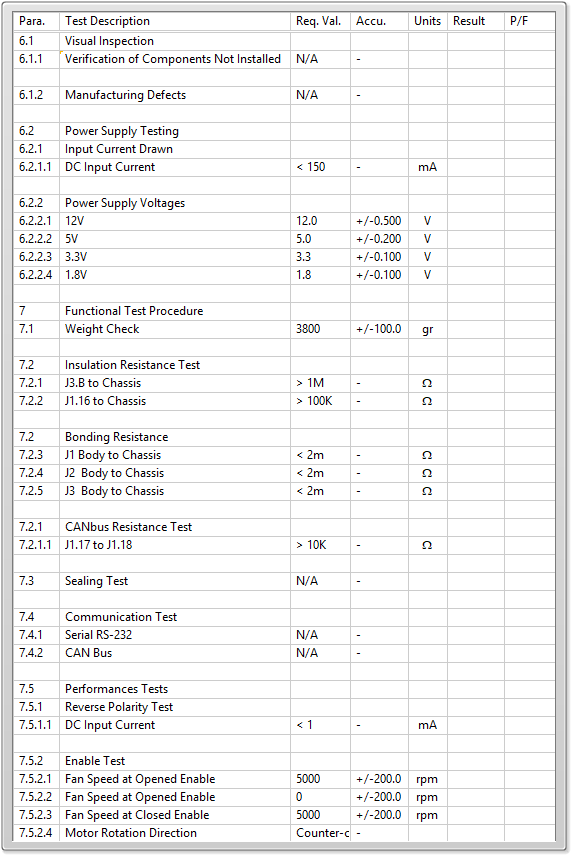 Para. Test Description Req. Val. Accu. Units Result P/F
6.1 Visual Inspection
6.1.1 Verification of Components Not Installed N/A -
6.1.2 Manufacturing Defects N/A -
6.2 Power Supply Testing
6.2.1 Input Current Drawn
6.2.1.1 DC Input Current < 150 - mA
6.2.2 Power Supply Voltages
6.2.2.1 12V 12.0 +/-0.500 V
6.2.2.2 5V 5.0 +/-0.200 V
6.2.2.3 3.3V 3.3 +/-0.100 V
6.2.2.4 1.8V 1.8 +/-0.100 V
7 Functional Test Procedure
7.1 Weight Check 3800 +/-100.0 gr
7.2 Insulation Resistance Test
7.2.1 J3.B to Chassis > 1M - Ω
7.2.2 J1.16 to Chassis > 100K - Ω
7.2 Bonding Resistance
7.2.3 J1 Body to Chassis < 2m - Ω
7.2.4 J2 Body to Chassis < 2m - Ω
7.2.5 J3 Body to Chassis < 2m - Ω
7.2.1 CANbus Resistance Test
7.2.1.1 J1.17 to J1.18 > 10K - Ω
7.3 Sealing Test N/A -
7.4 Communication Test
7.4.1 Serial RS-232 N/A -
7.4.2 CAN Bus N/A -
7.5 Performances Tests
7.5.1 Reverse Polarity Test
7.5.1.1 DC Input Current < 1 - mA
7.5.2 Enable Test
7.5.2.1 Fan Speed at Opened Enable 5000 +/-200.0 rpm
7.5.2.2 Fan Speed at Opened Enable 0 +/-200.0 rpm
7.5.2.3 Fan Speed at Closed Enable 5000 +/-200.0 rpm
7.5.2.4 Motor Rotation Direction Counter-c -